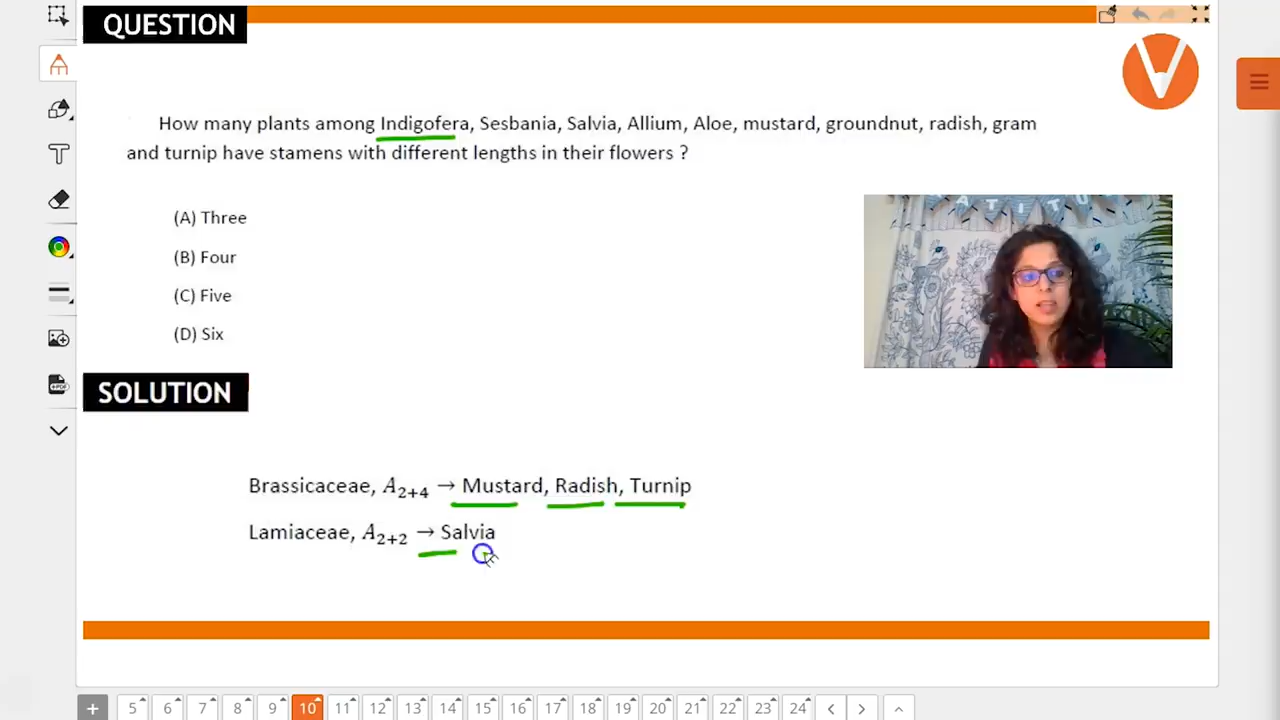 QUESTION
How many plants among Indigofera, Sesbania, Salvia, Allium, Aloe, mustard, groundnut, radish, gram
and turnip have stamens with different lengths in their flowers ?
(A) Three
(B) Four
(C) Five
(D) Six
SOLUTION
Brassicaceae, A₂₊₄ → Mustard, Radish, Turnip
Lamiaceae, A₂₊₂ → Salvia
5 6 7 8 9 10 11 12 13 14 15 16 17 18 19 20 21 22 23 24